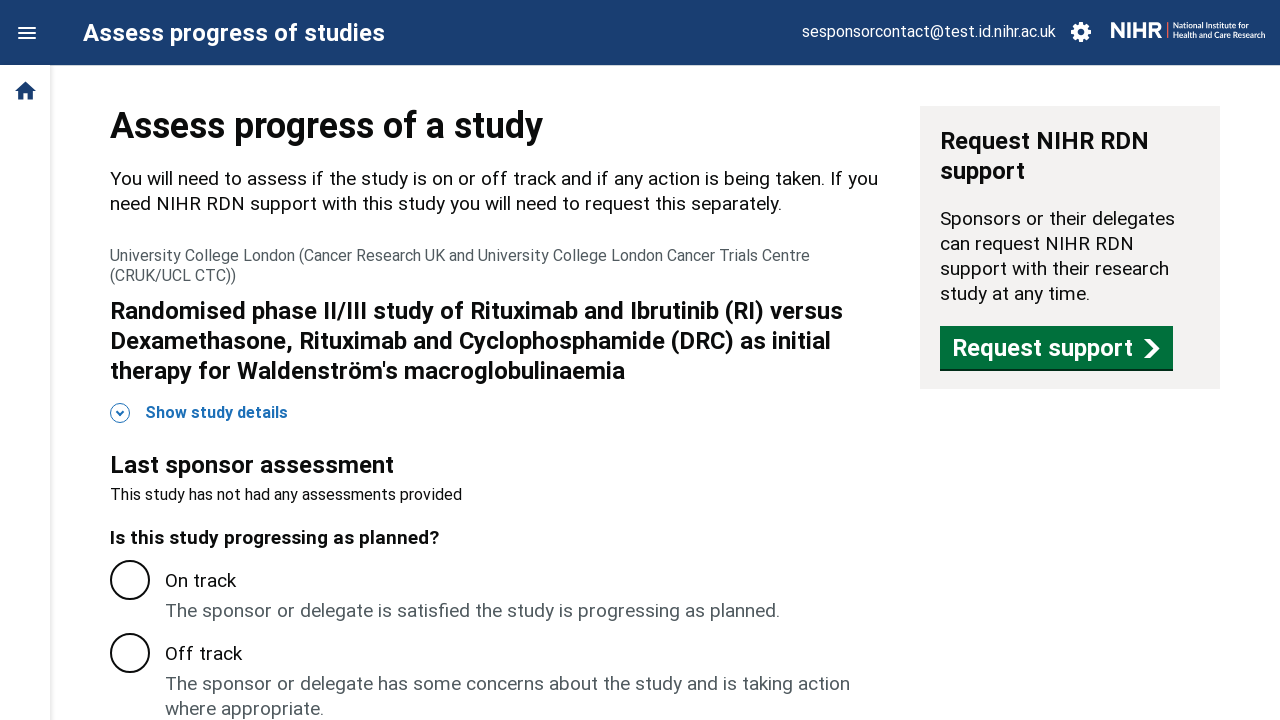 Assess progress of studies
sesponsorcontact@test.id.nihr.ac.uk
NIHR
National Institute for
Health and Care Research
Assess progress of a study
You will need to assess if the study is on or off track and if any action is being taken. If you
need NIHR RDN support with this study you will need to request this separately.
University College London (Cancer Research UK and University College London Cancer Trials Centre
(CRUK/UCL CTC))
Randomised phase II/III study of Rituximab and Ibrutinib (RI) versus
Dexamethasone, Rituximab and Cyclophosphamide (DRC) as initial
therapy for Waldenström's macroglobulinaemia
Show study details
Last sponsor assessment
This study has not had any assessments provided
Is this study progressing as planned?
On track
The sponsor or delegate is satisfied the study is progressing as planned.
Off track
The sponsor or delegate has some concerns about the study and is taking action
where appropriate.
Request NIHR RDN
support
Sponsors or their delegates
can request NIHR RDN
support with their research
study at any time.
Request support